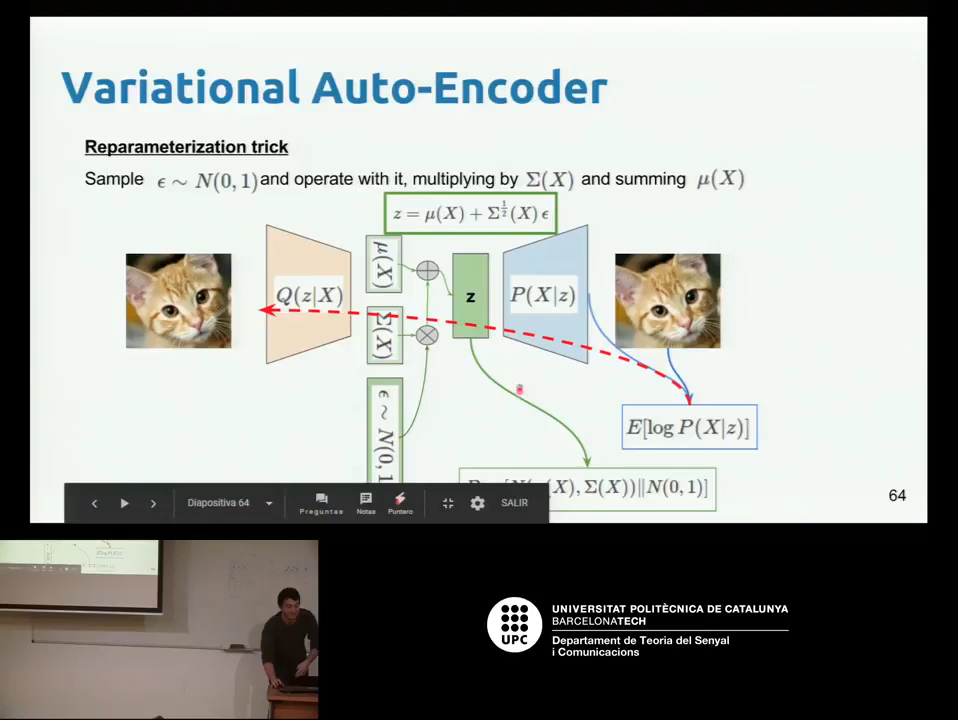 Variational Auto-Encoder
Reparameterization trick
Sample ϵ ∼ N(0, 1) and operate with it, multiplying by Σ(X) and summing μ(X)
z = μ(X) + Σ^{1/2}(X) ϵ
Q(z|X)
μ(X)
Σ(X)
ϵ ∼ N(0, 1
z
P(X|z)
E[log P(X|z)]
(X), Σ(X))‖N(0, 1)]
64
Diapositiva 64
Preguntas
Notas
Puntero
SALIR
UPC
UNIVERSITAT POLITÈCNICA DE CATALUNYA
BARCELONATECH
Departament de Teoria del Senyal
i Comunicacions